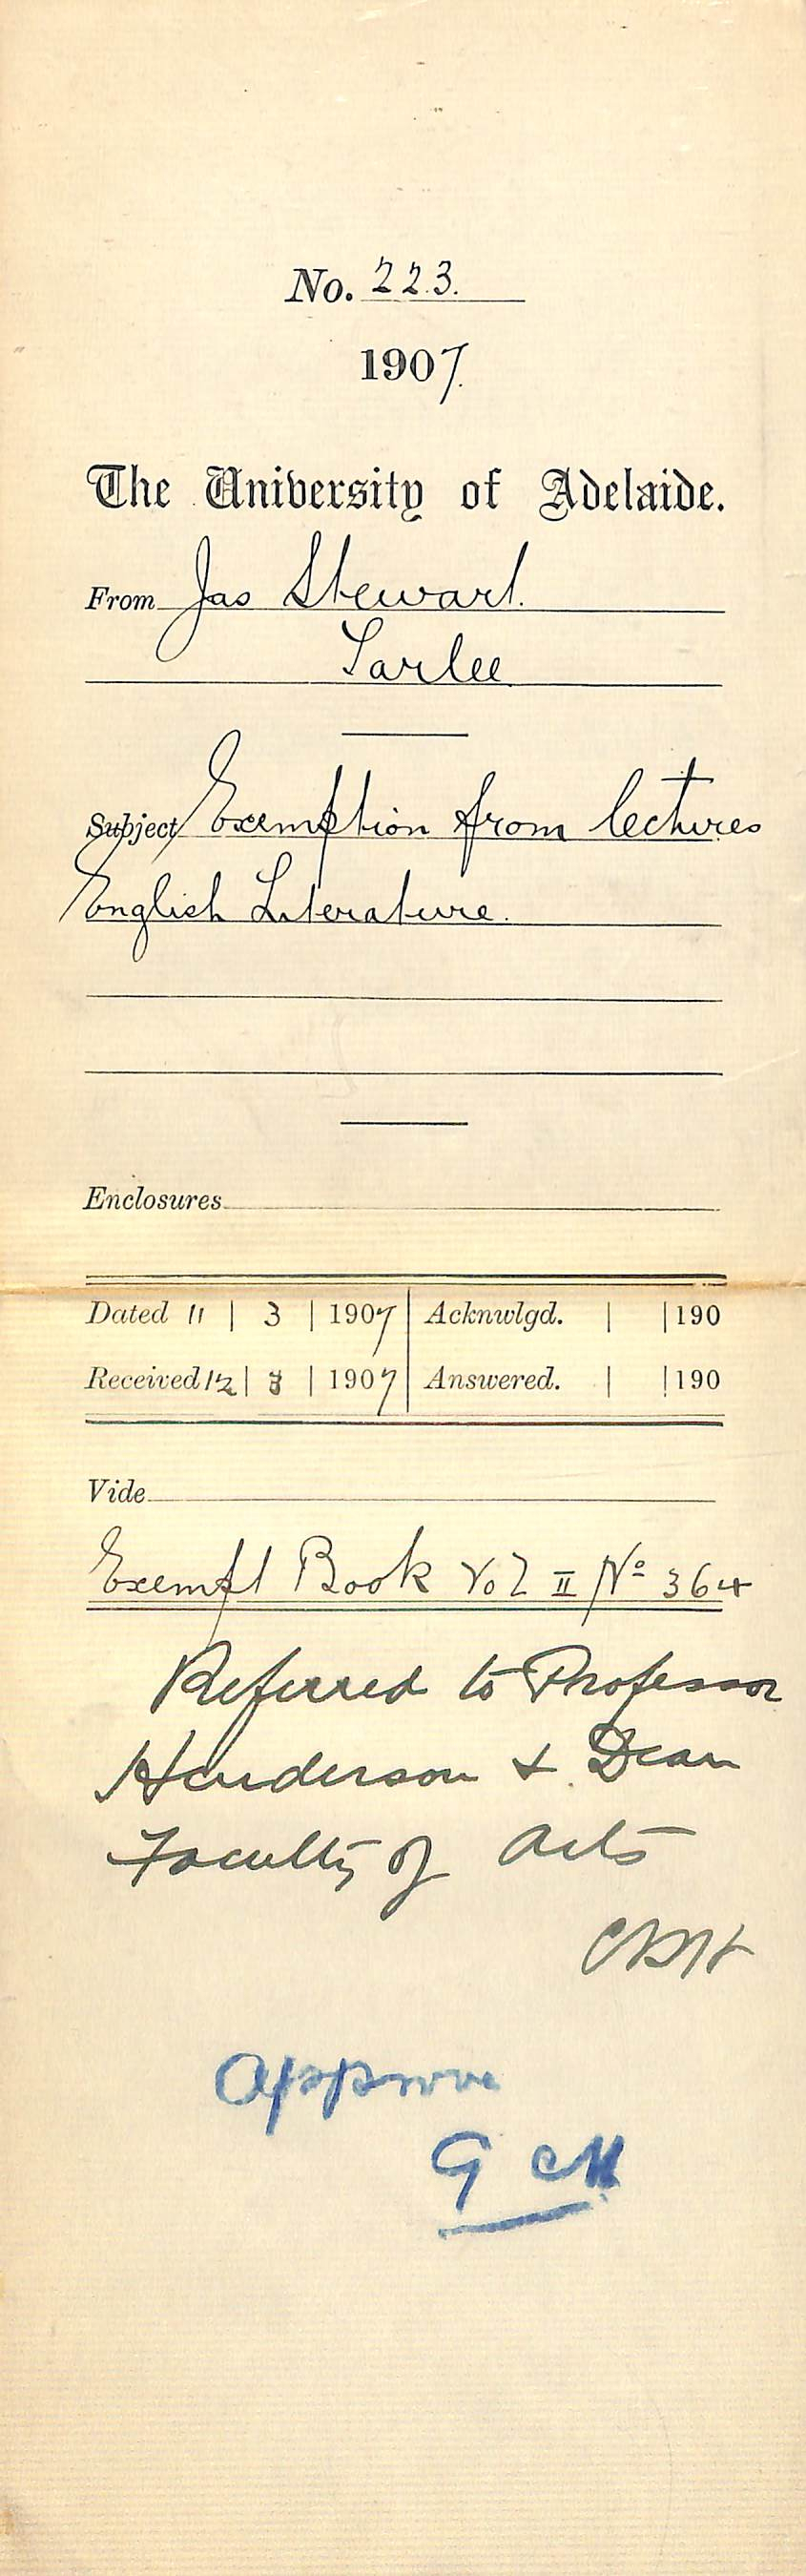 No. 223.
1907.
The University of Adelaide.
From Jas Stewart.
Tarlee
Subject Exemption from lectures
English Literature.
Enclosures
Dated 11 | 3 | 1907 Acknwlgd. | | 190
Received 12 | 3 | 1907 Answered. | | 190
Vide
Exempt Book Vol II No 364
Referred to Professor
Henderson & Dean
Faculty of Arts
Approve